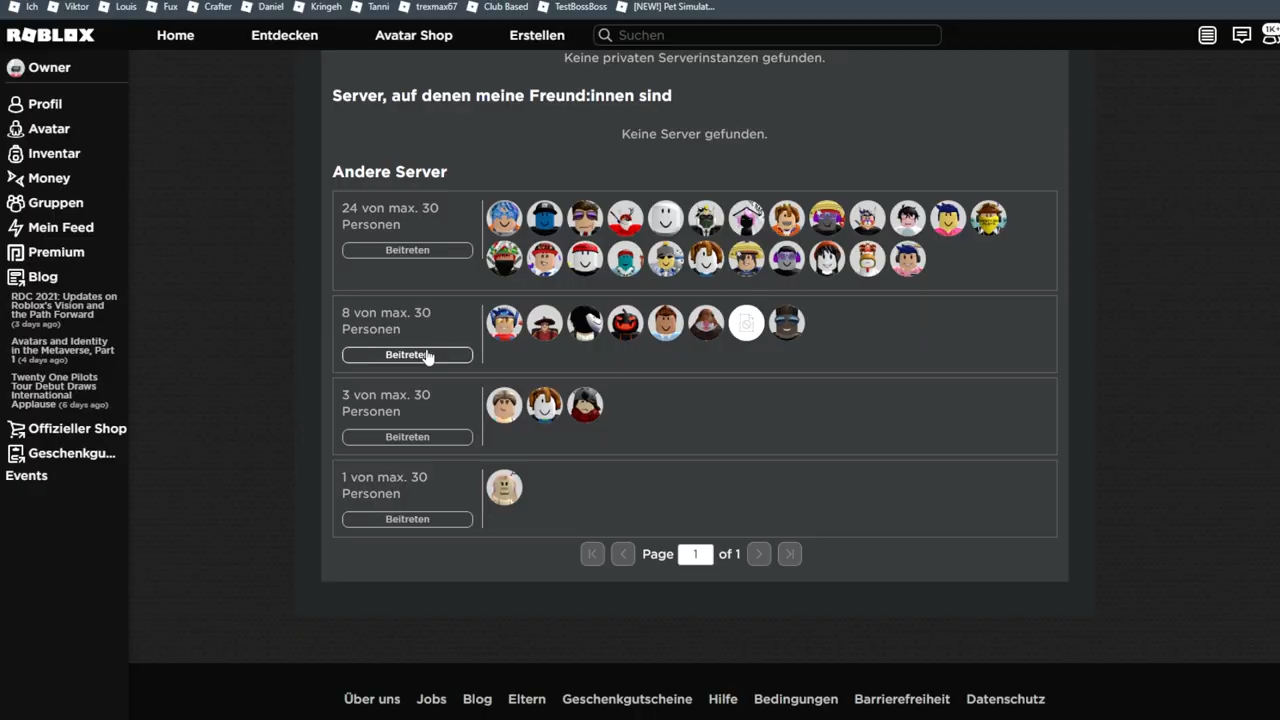 Ich Viktor Louis Fux Crafter Daniel Kringeh Tanni trexmax67 Club Based TestBossBoss [NEW!] Pet Simulat...
ROBLOX Home Entdecken Avatar Shop Erstellen Suchen 1K+
Owner
Profil
Avatar
Inventar
Money
Gruppen
Mein Feed
Premium
Blog
RDC 2021: Updates on
Roblox's Vision and
the Path Forward
(3 days ago)
Avatars and Identity
in the Metaverse, Part
1 (4 days ago)
Twenty One Pilots
Tour Debut Draws
International
Applause (6 days ago)
Offizieller Shop
Geschenkgu...
Events
Keine privaten Serverinstanzen gefunden.
Server, auf denen meine Freund:innen sind
Keine Server gefunden.
Andere Server
24 von max. 30
Personen
Beitreten
8 von max. 30
Personen
Beitreten
3 von max. 30
Personen
Beitreten
1 von max. 30
Personen
Beitreten
Page 1 of 1
Über uns Jobs Blog Eltern Geschenkgutscheine Hilfe Bedingungen Barrierefreiheit Datenschutz